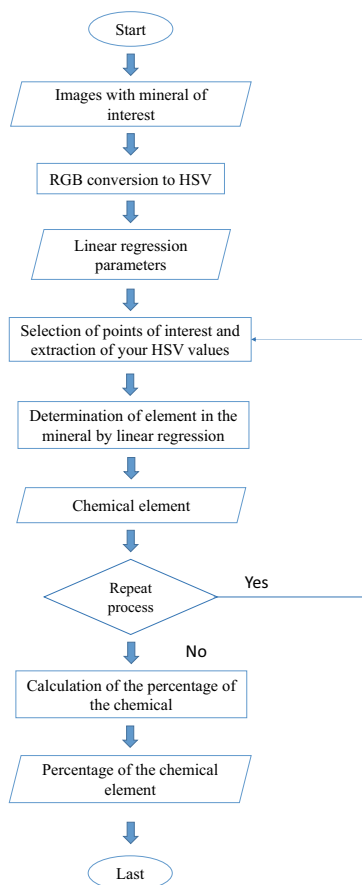 Start
Images with mineral of
interest
RGB conversion to HSV
Linear regression
parameters
Selection of points of interest and
extraction of your HSV values
Determination of element in the
mineral by linear regression
Chemical element
Repeat
process
Yes
No
Calculation of the percentage of
the chemical
Percentage of the chemical
element
Last